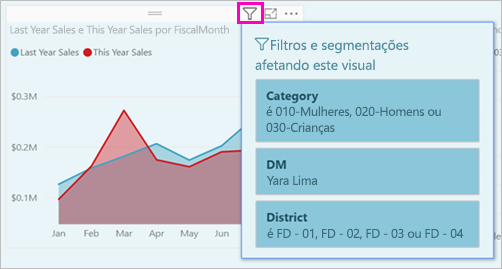 Last Year Sales e This Year Sales por FiscalMonth
Last Year Sales This Year Sales
$0.3M
$0.2M
$0.1M
Jan Feb Mar Apr May Jun
Filtros e segmentações
afetando este visual
Category
é 010-Mulheres, 020-Homens ou
030-Crianças
DM
Yara Lima
District
é FD - 01, FD - 02, FD - 03 ou FD - 04